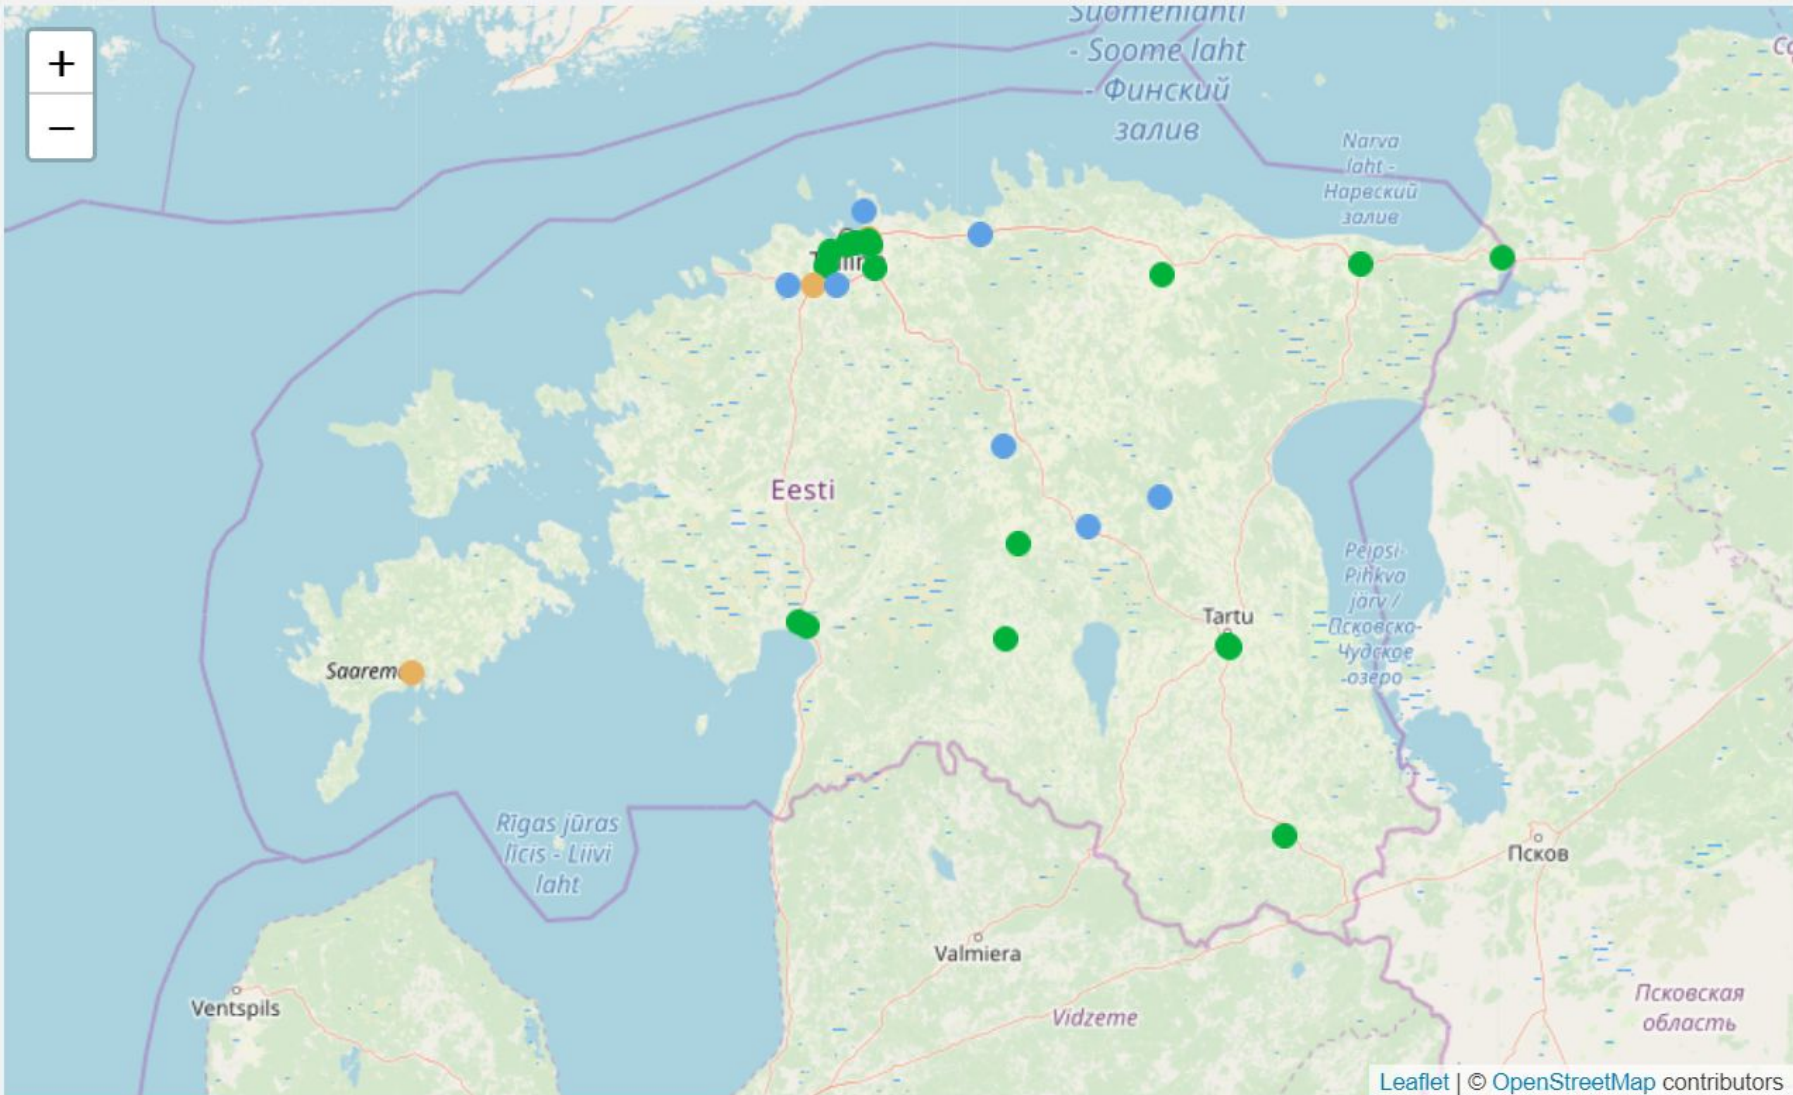 +
−
Suomenlahti
- Soome laht
- Финский
залив
Narva
laht -
Нарвский
залив
Eesti
Peipsi-
Pihkva
järv /
Псковско-
Чудское
-озеро
Tartu
Saarem
Rīgas jūras
līcis - Liivi
laht
Псков
Valmiera
Ventspils
Vidzeme
Псковская
область
Leaflet | © OpenStreetMap contributors